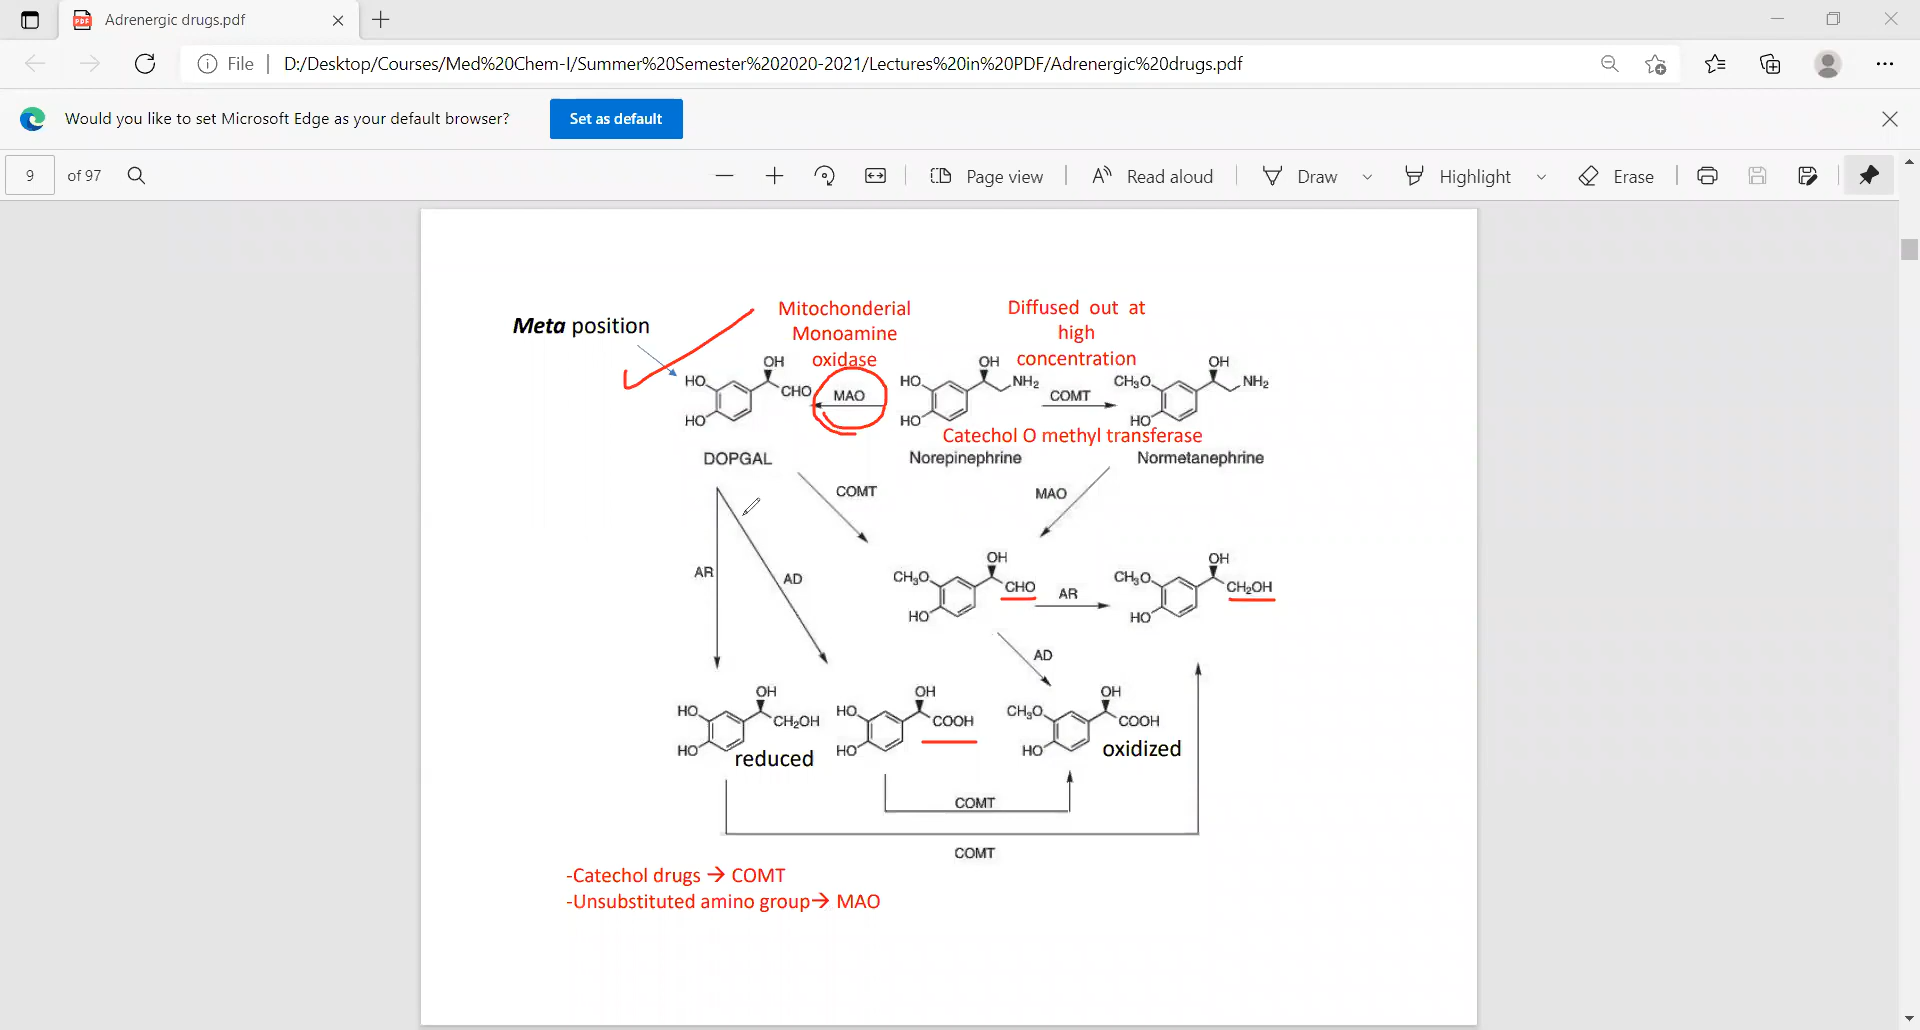 Adrenergic drugs.pdf
File
D:/Desktop/Courses/Med%20Chem-I/Summer%20Semester%202020-2021/Lectures%20in%20PDF/Adrenergic%20drugs.pdf
Would you like to set Microsoft Edge as your default browser?
Set as default
9 of 97
Page view
Read aloud
Draw
Highlight
Erase
Meta position
Mitochonderial
Monoamine
oxidase
Diffused out at
high
concentration
OH
HO
CHO
HO
MAO
OH
HO
NH₂
HO
COMT
OH
CH₃O
NH₂
HO
Catechol O methyl transferase
DOPGAL
Norepinephrine
Normetanephrine
COMT
MAO
AR
AD
OH
CH₃O
CHO
HO
AR
OH
CH₃O
CH₂OH
HO
AD
OH
HO
CH₂OH
HO
reduced
OH
HO
COOH
HO
OH
CH₃O
COOH
HO
oxidized
COMT
COMT
-Catechol drugs → COMT
-Unsubstituted amino group→ MAO